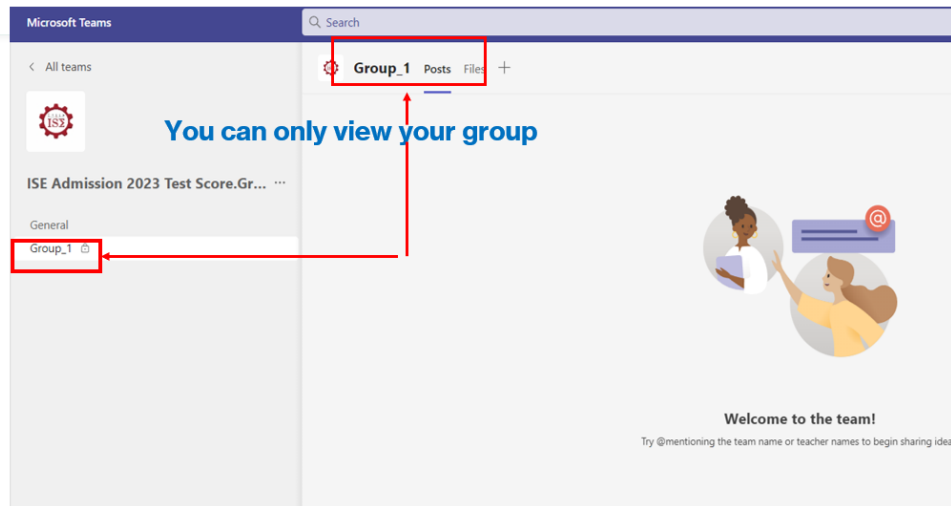 Microsoft Teams
Search
All teams
Group_1 Posts Files
ISE
You can only view your group
ISE Admission 2023 Test Score.Gr... ...
General
Group_1
@
Welcome to the team!
Try @mentioning the team name or teacher names to begin sharing idea